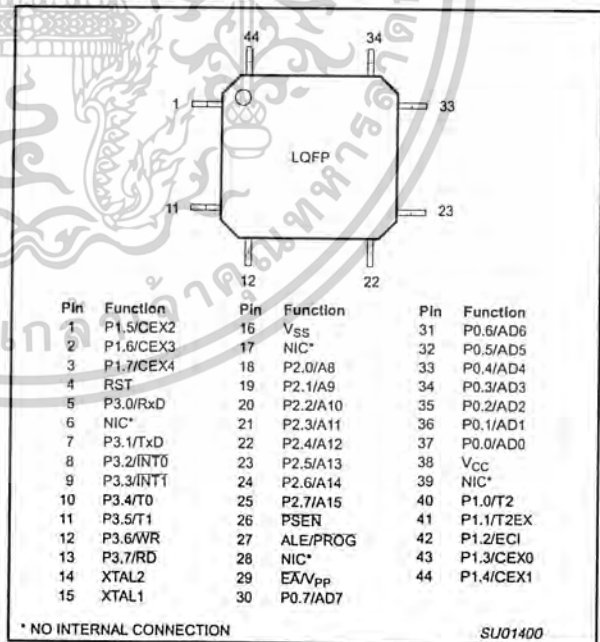 44 34
1 33
LQFP
11 23
12 22
Pin Function Pin Function Pin Function
1 P1.5/CEX2 16 VSS 31 P0.6/AD6
2 P1.6/CEX3 17 NIC* 32 P0.5/AD5
3 P1.7/CEX4 18 P2.0/A8 33 P0.4/AD4
4 RST 19 P2.1/A9 34 P0.3/AD3
5 P3.0/RxD 20 P2.2/A10 35 P0.2/AD2
6 NIC* 21 P2.3/A11 36 P0.1/AD1
7 P3.1/TxD 22 P2.4/A12 37 P0.0/AD0
8 P3.2/I̅N̅T̅0̅ 23 P2.5/A13 38 VCC
9 P3.3/I̅N̅T̅1̅ 24 P2.6/A14 39 NIC*
10 P3.4/T0 25 P2.7/A15 40 P1.0/T2
11 P3.5/T1 26 P̅S̅E̅N̅ 41 P1.1/T2EX
12 P3.6/W̅R̅ 27 ALE/P̅R̅O̅G̅ 42 P1.2/ECI
13 P3.7/R̅D̅ 28 NIC* 43 P1.3/CEX0
14 XTAL2 29 E̅A̅/VPP 44 P1.4/CEX1
15 XTAL1 30 P0.7/AD7
* NO INTERNAL CONNECTION SU01400